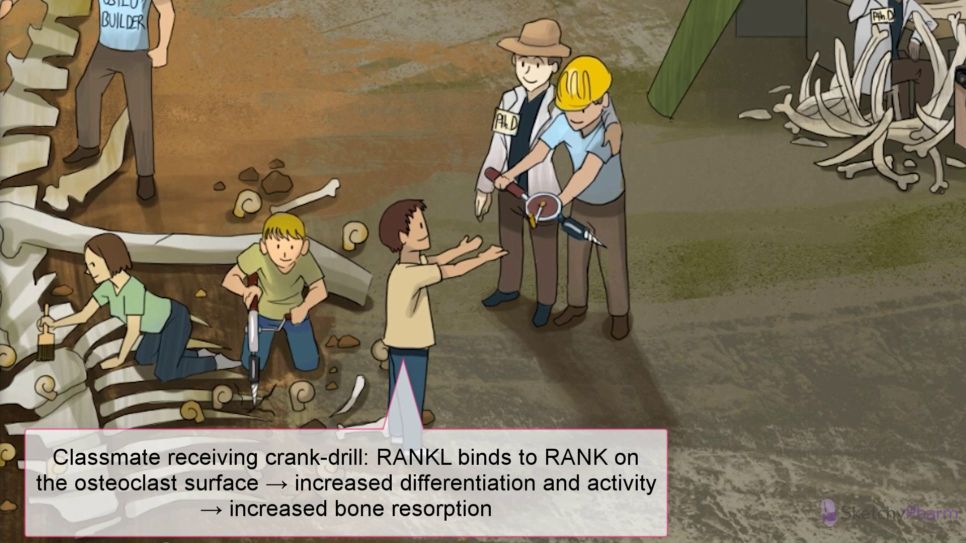 BUILDER
Ph.D
Ph.D
Classmate receiving crank-drill: RANKL binds to RANK on
the osteoclast surface → increased differentiation and activity
→ increased bone resorption
SketchyPharm